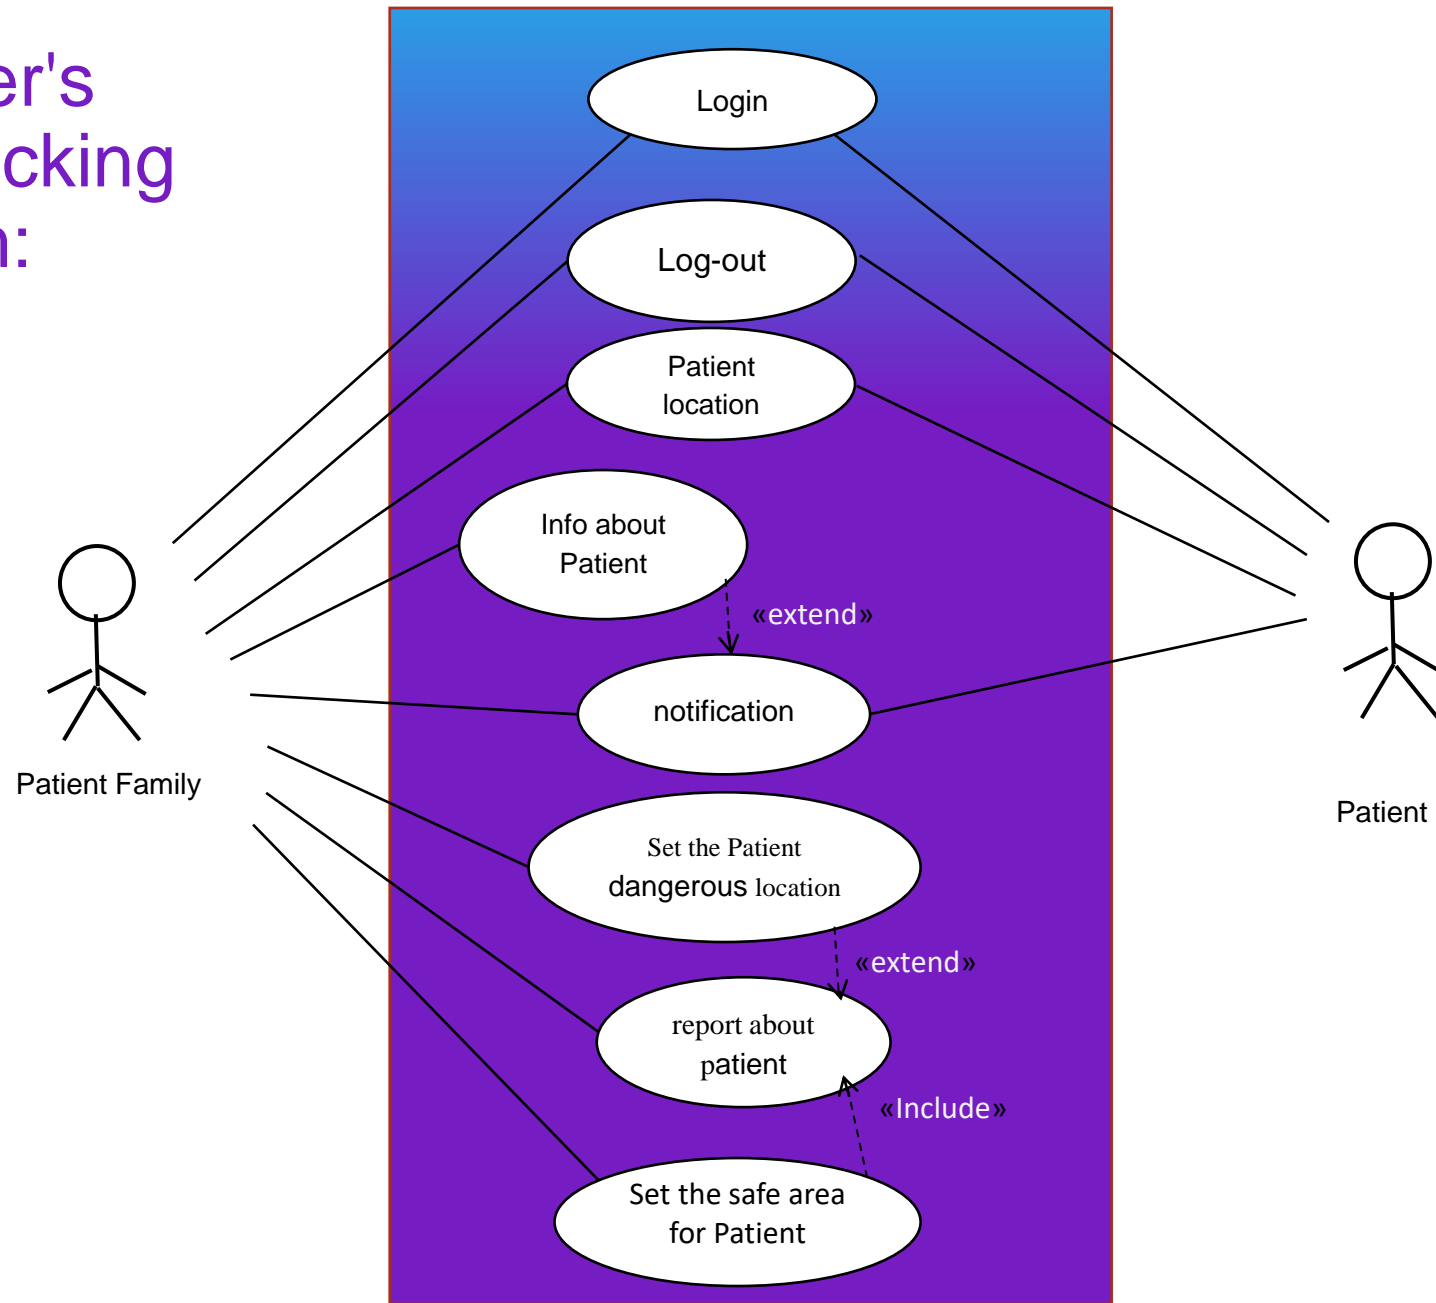 er's
cking
n:
Login
Log-out
Patient
location
Info about
Patient
«extend»
notification
Patient Family
Patient
Set the Patient
dangerous location
«extend»
report about
patient
«Include»
Set the safe area
for Patient